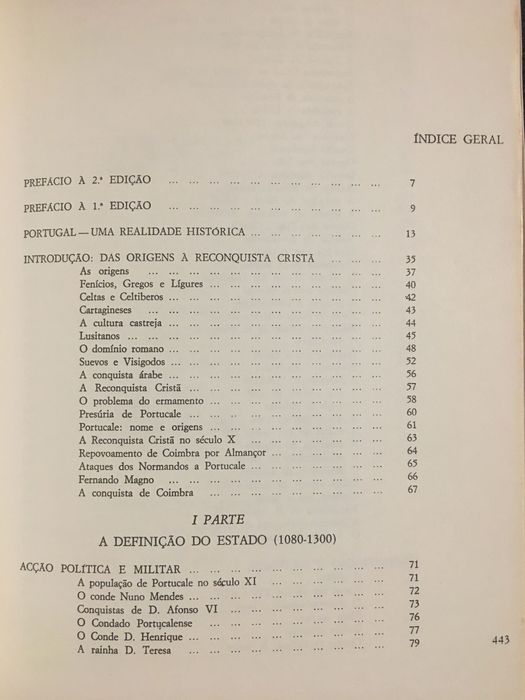 ÍNDICE GERAL
PREFÁCIO À 2.ª EDIÇÃO ... ... ... ... ... ... ... ... ... ... ... 7
PREFÁCIO À 1.ª EDIÇÃO ... ... ... ... ... ... ... ... ... ... ... 9
PORTUGAL — UMA REALIDADE HISTÓRICA ... ... ... ... ... ... ... 13
INTRODUÇÃO: DAS ORIGENS À RECONQUISTA CRISTÃ ... ... ... 35
As origens ... ... ... ... ... ... ... ... ... ... ... ... 37
Fenícios, Gregos e Lígures ... ... ... ... ... ... ... ... ... 40
Celtas e Celtiberos ... ... ... ... ... ... ... ... ... ... ... 42
Cartagineses ... ... ... ... ... ... ... ... ... ... ... ... 43
A cultura castreja ... ... ... ... ... ... ... ... ... ... ... 44
Lusitanos ... ... ... ... ... ... ... ... ... ... ... ... ... 45
O domínio romano ... ... ... ... ... ... ... ... ... ... ... 48
Suevos e Visigodos ... ... ... ... ... ... ... ... ... ... ... 52
A conquista árabe ... ... ... ... ... ... ... ... ... ... ... 56
A Reconquista Cristã ... ... ... ... ... ... ... ... ... ... 57
O problema do ermamento ... ... ... ... ... ... ... ... ... 58
Presúria de Portucale ... ... ... ... ... ... ... ... ... ... 60
Portucale: nome e origens ... ... ... ... ... ... ... ... ... 61
A Reconquista Cristã no século X ... ... ... ... ... ... ... 63
Repovoamento de Coimbra por Almançor ... ... ... ... ... ... 64
Ataques dos Normandos a Portucale ... ... ... ... ... ... ... 65
Fernando Magno ... ... ... ... ... ... ... ... ... ... ... 66
A conquista de Coimbra ... ... ... ... ... ... ... ... ... 67
I PARTE
A DEFINIÇÃO DO ESTADO (1080-1300)
ACÇÃO POLÍTICA E MILITAR ... ... ... ... ... ... ... ... ... ... 71
A população de Portucale no século XI ... ... ... ... ... ... 71
O conde Nuno Mendes ... ... ... ... ... ... ... ... ... ... 72
Conquistas de D. Afonso VI ... ... ... ... ... ... ... ... 73
O Condado Portucalense ... ... ... ... ... ... ... ... ... 76
O Conde D. Henrique ... ... ... ... ... ... ... ... ... ... 77
A rainha D. Teresa ... ... ... ... ... ... ... ... ... ... 79
443